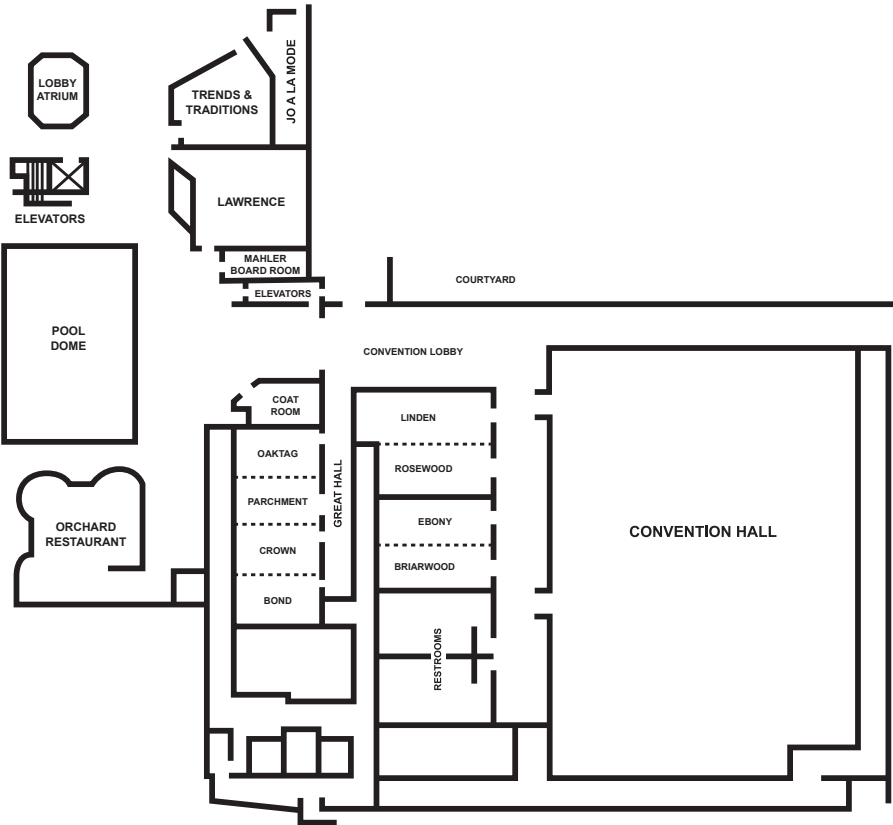 JO A LA MODE
LOBBY
ATRIUM
TRENDS &
TRADITIONS
LAWRENCE
ELEVATORS
MAHLER
BOARD ROOM
ELEVATORS
COURTYARD
POOL
DOME
CONVENTION LOBBY
COAT
ROOM
LINDEN
OAKTAG
ROSEWOOD
GREAT HALL
PARCHMENT
EBONY
ORCHARD
RESTAURANT
CONVENTION HALL
CROWN
BRIARWOOD
BOND
RESTROOMS